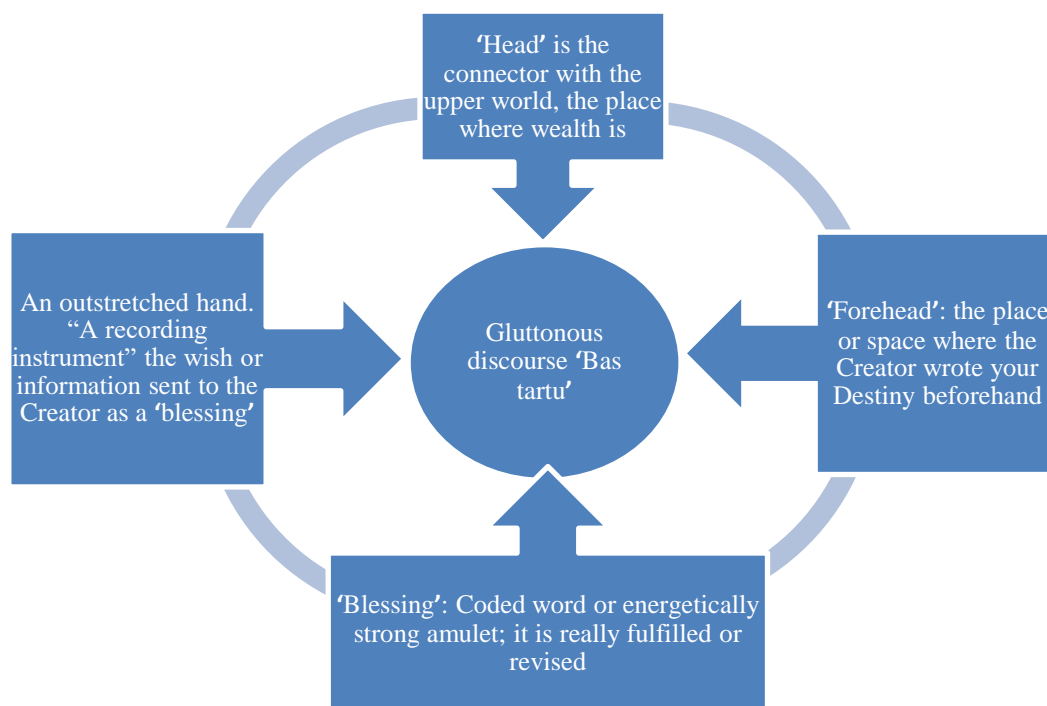 ‘Head’ is the
connector with the
upper world, the place
where wealth is
An outstretched hand.
“A recording
instrument” the wish or
information sent to the
Creator as a ‘blessing’
Gluttonous
discourse ‘Bas
tartu’
‘Forehead’: the place
or space where the
Creator wrote your
Destiny beforehand
‘Blessing’: Coded word or energetically
strong amulet; it is really fulfilled or
revised